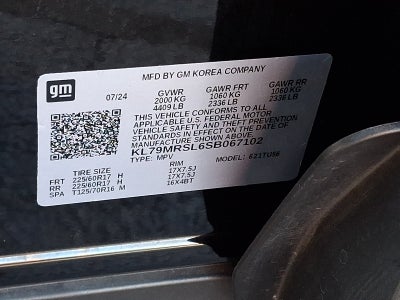 MFD BY GM KOREA COMPANY
gm
07/24 GVWR GAWR FRT GAWR RR
2000 KG 1060 KG 1060 KG
4409 LB 2336 LB 2336 LB
THIS VEHICLE CONFORMS TO ALL
APPLICABLE U.S. FEDERAL MOTOR
VEHICLE SAFETY AND THEFT PREVENTION
STANDARDS IN EFFECT ON THE DATE OF
MANUFACTURE SHOWN ABOVE.
KL79MRSL6SB067102
TYPE: MPV MODEL: 621TU56
TIRE SIZE RIM
FRT 225/60R17 H 17X7.5J
RR 225/60R17 H 17X7.5J
SP T125/70R16 M 16X4BT